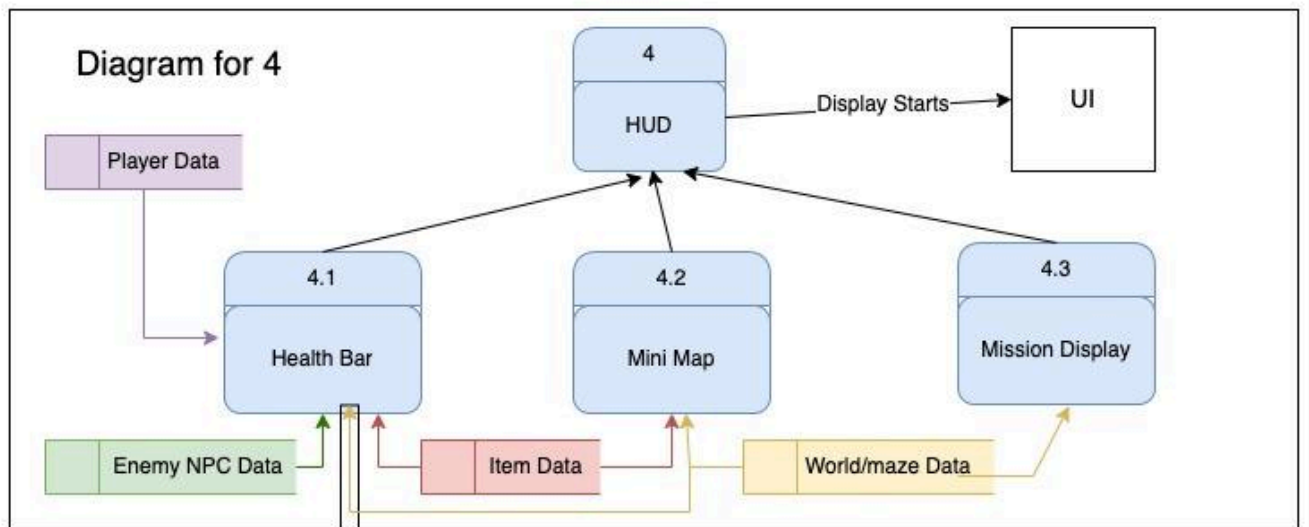 Diagram for 4
4
HUD
Display Starts
UI
Player Data
4.1
Health Bar
4.2
Mini Map
4.3
Mission Display
Enemy NPC Data
Item Data
World/maze Data